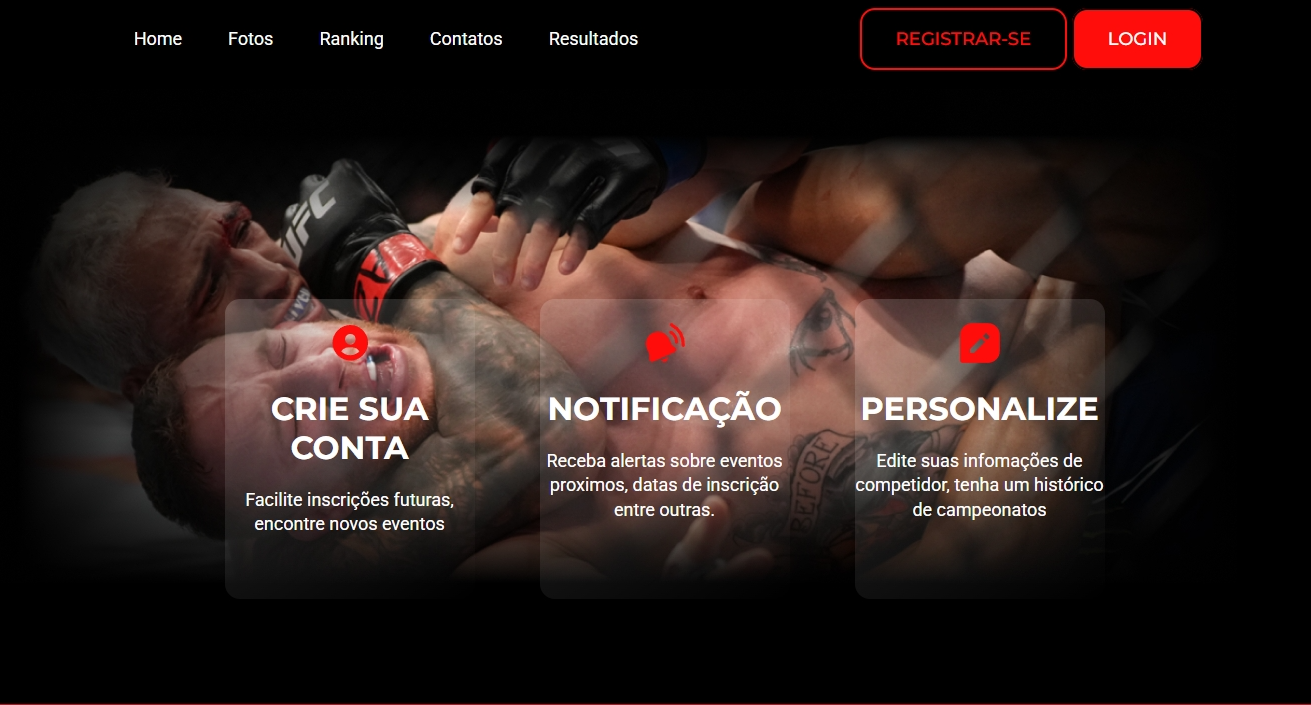 Home Fotos Ranking Contatos Resultados REGISTRAR-SE LOGIN
UFC
CRIE SUA
CONTA
Facilite inscrições futuras,
encontre novos eventos
NOTIFICAÇÃO
Receba alertas sobre eventos
proximos, datas de inscrição
entre outras.
PERSONALIZE
Edite suas infomações de
competidor, tenha um histórico
de campeonatos
BEFORE